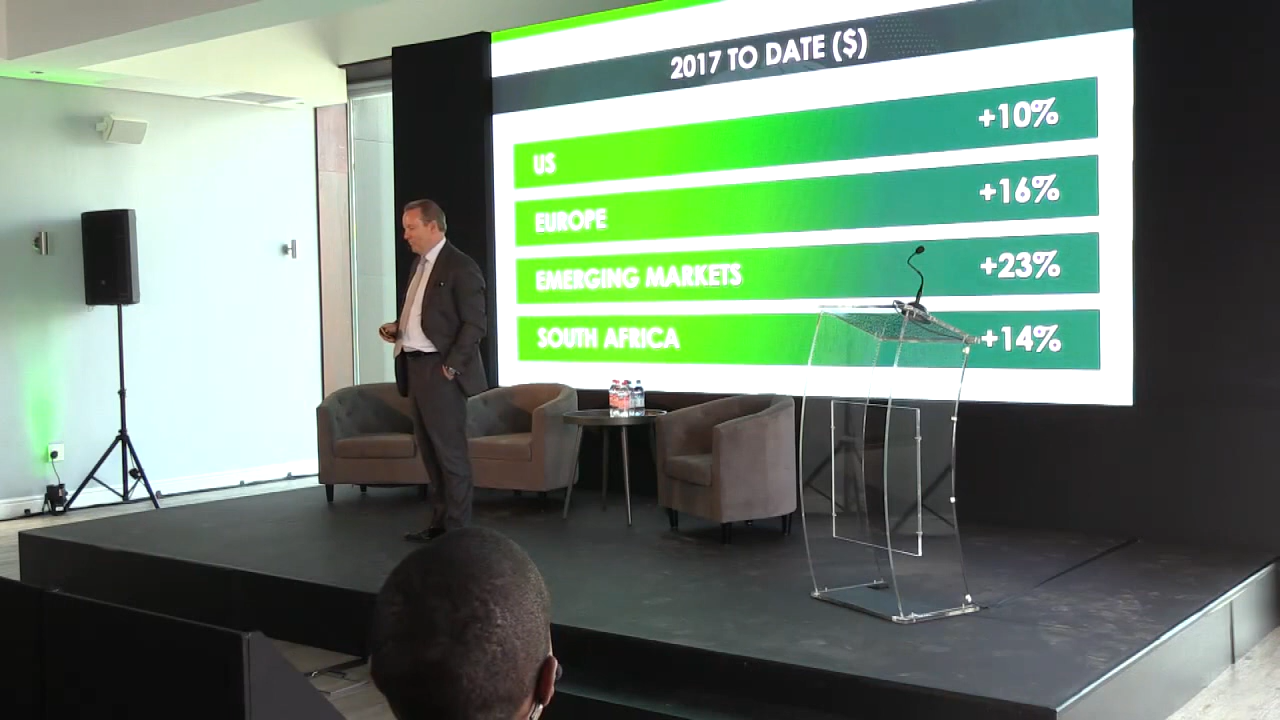 2017 TO DATE ($)
US +10%
EUROPE +16%
EMERGING MARKETS +23%
SOUTH AFRICA +14%